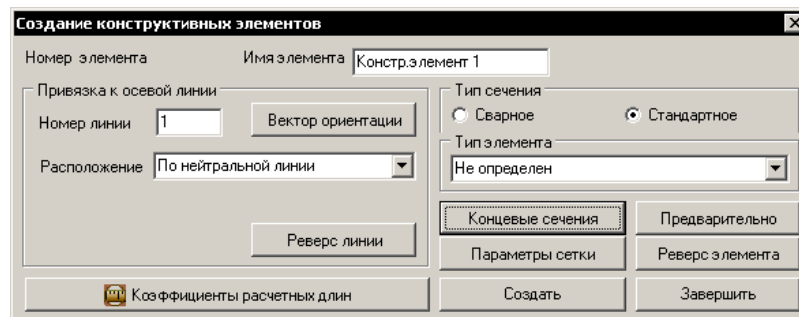 Создание конструктивных элементов
Номер элемента
Имя элемента Констр.элемент 1
Привязка к осевой линии
Номер линии 1 Вектор ориентации
Расположение По нейтральной линии
Реверс линии
Коэффициенты расчетных длин
Тип сечения
Сварное Стандартное
Тип элемента
Не определен
Концевые сечения Предварительно
Параметры сетки Реверс элемента
Создать Завершить